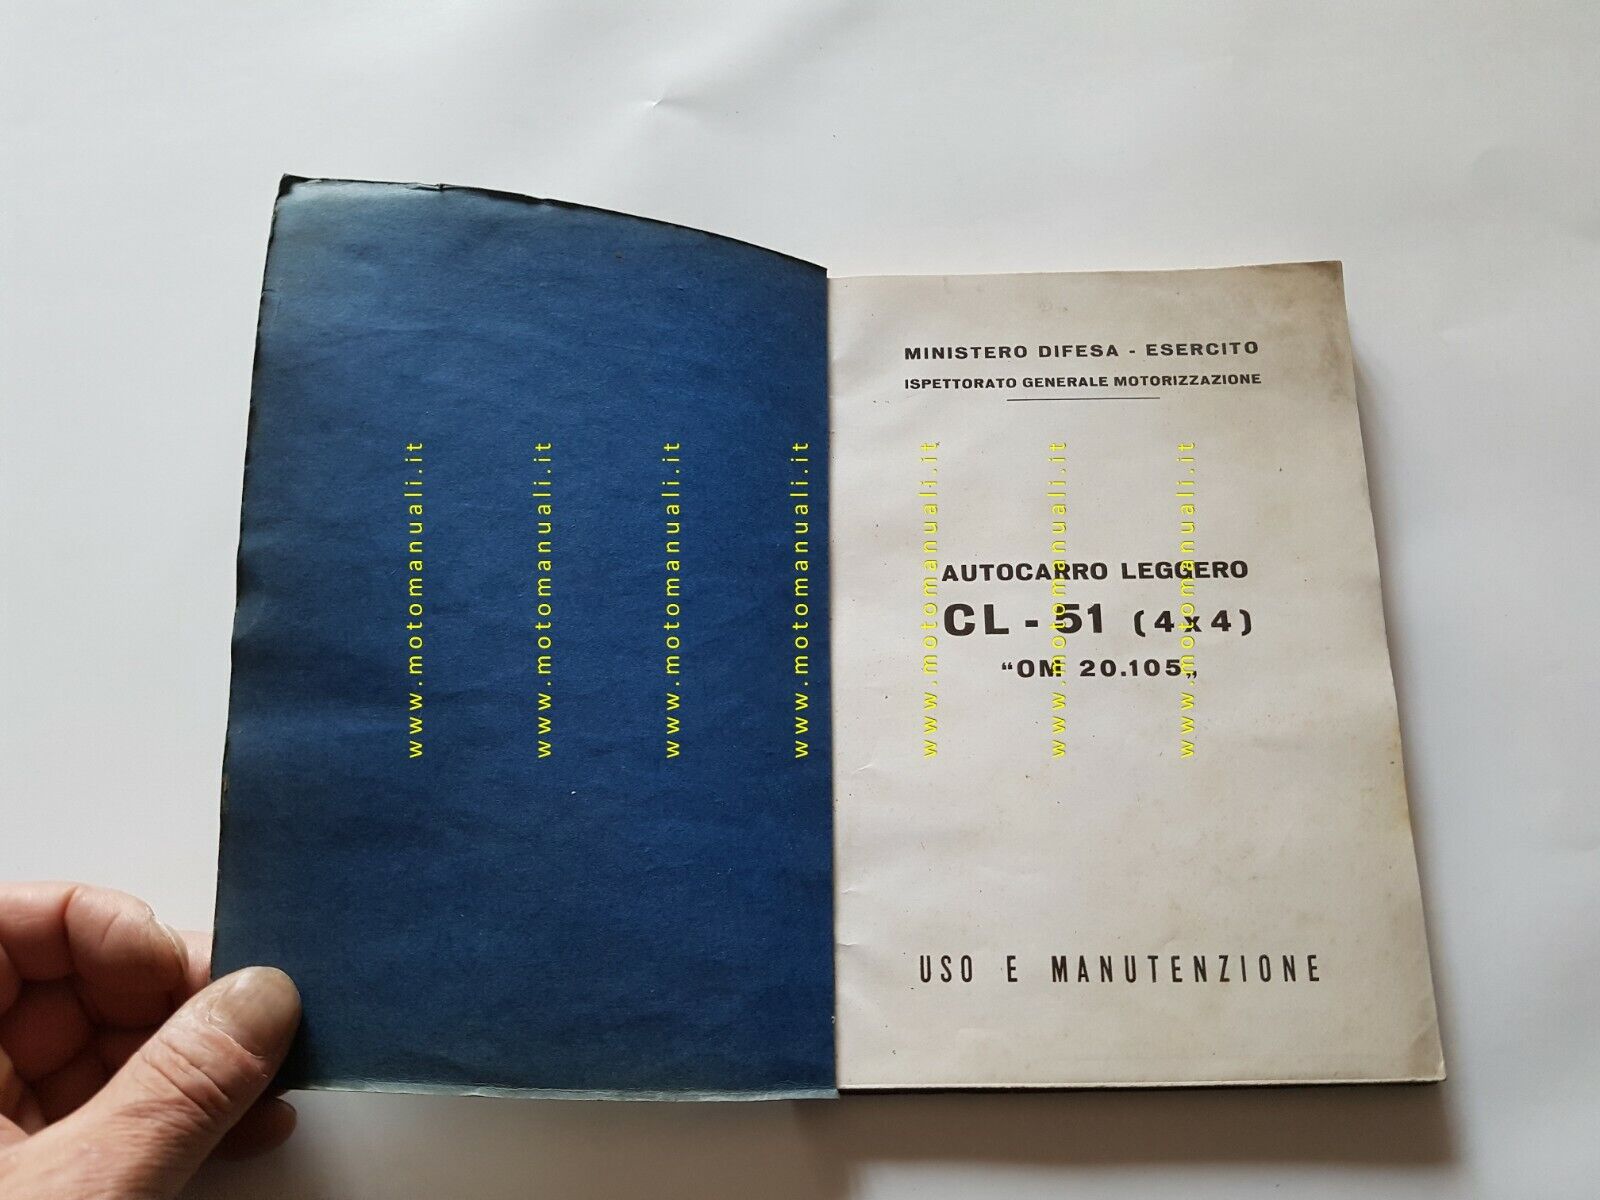 MINISTERO DIFESA - ESERCITO
ISPETTORATO GENERALE MOTORIZZAZIONE
AUTOCARRO LEGGERO
CL - 51 (4x4)
“OM 20.105„
USO E MANUTENZIONE
www.motomanuali.it
www.motomanuali.it
www.motomanuali.it
www.motomanuali.it
www.motomanuali.it
www.motomanuali.it
www.motomanuali.it